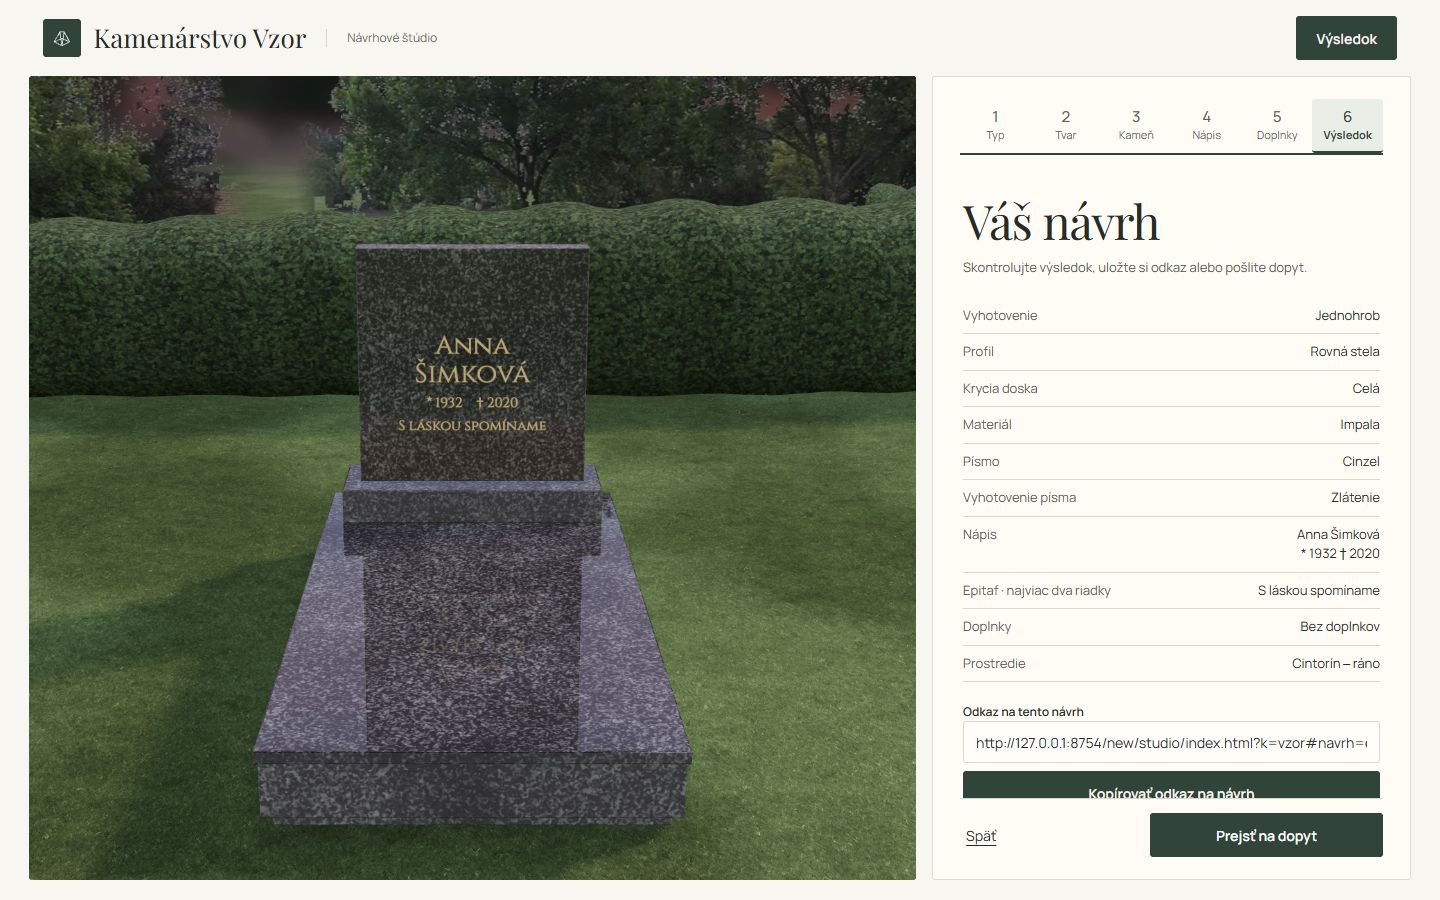 Kamenárstvo Vzor
Návrhové štúdio
Výsledok
1 2 3 4 5 6
Typ Tvar Kameň Nápis Doplnky Výsledok
Váš návrh
Skontrolujte výsledok, uložte si odkaz alebo pošlite dopyt.
Vyhotovenie Jednohrob
Profil Rovná stela
Krycia doska Celá
Materiál Impala
Písmo Cinzel
Vyhotovenie písma Zlátenie
Nápis Anna Šimková
* 1932 † 2020
Epitaf · najviac dva riadky S láskou spomíname
Doplnky Bez doplnkov
Prostredie Cintorín – ráno
Odkaz na tento návrh
http://127.0.0.1:8754/new/studio/index.html?k=vzor#navrh=
Kopírovať odkaz na návrh
Späť
Prejsť na dopyt
Anna
Šimková
* 1932 † 2020
S láskou spomíname